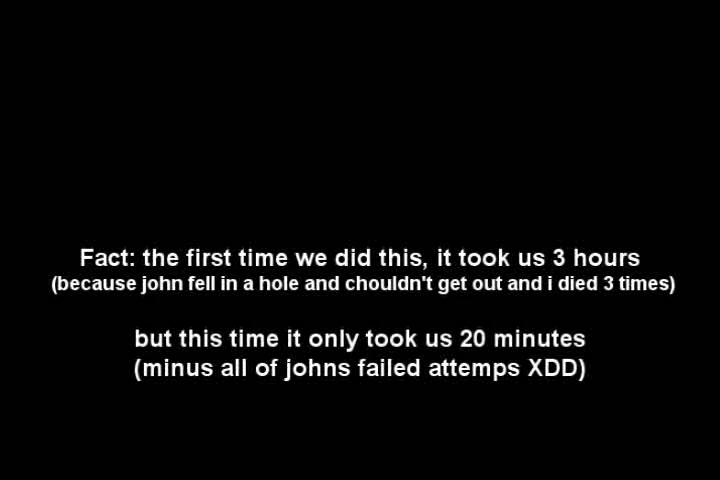 Fact: the first time we did this, it took us 3 hours
(because john fell in a hole and chouldn't get out and i died 3 times)
but this time it only took us 20 minutes
(minus all of johns failed attemps XDD)